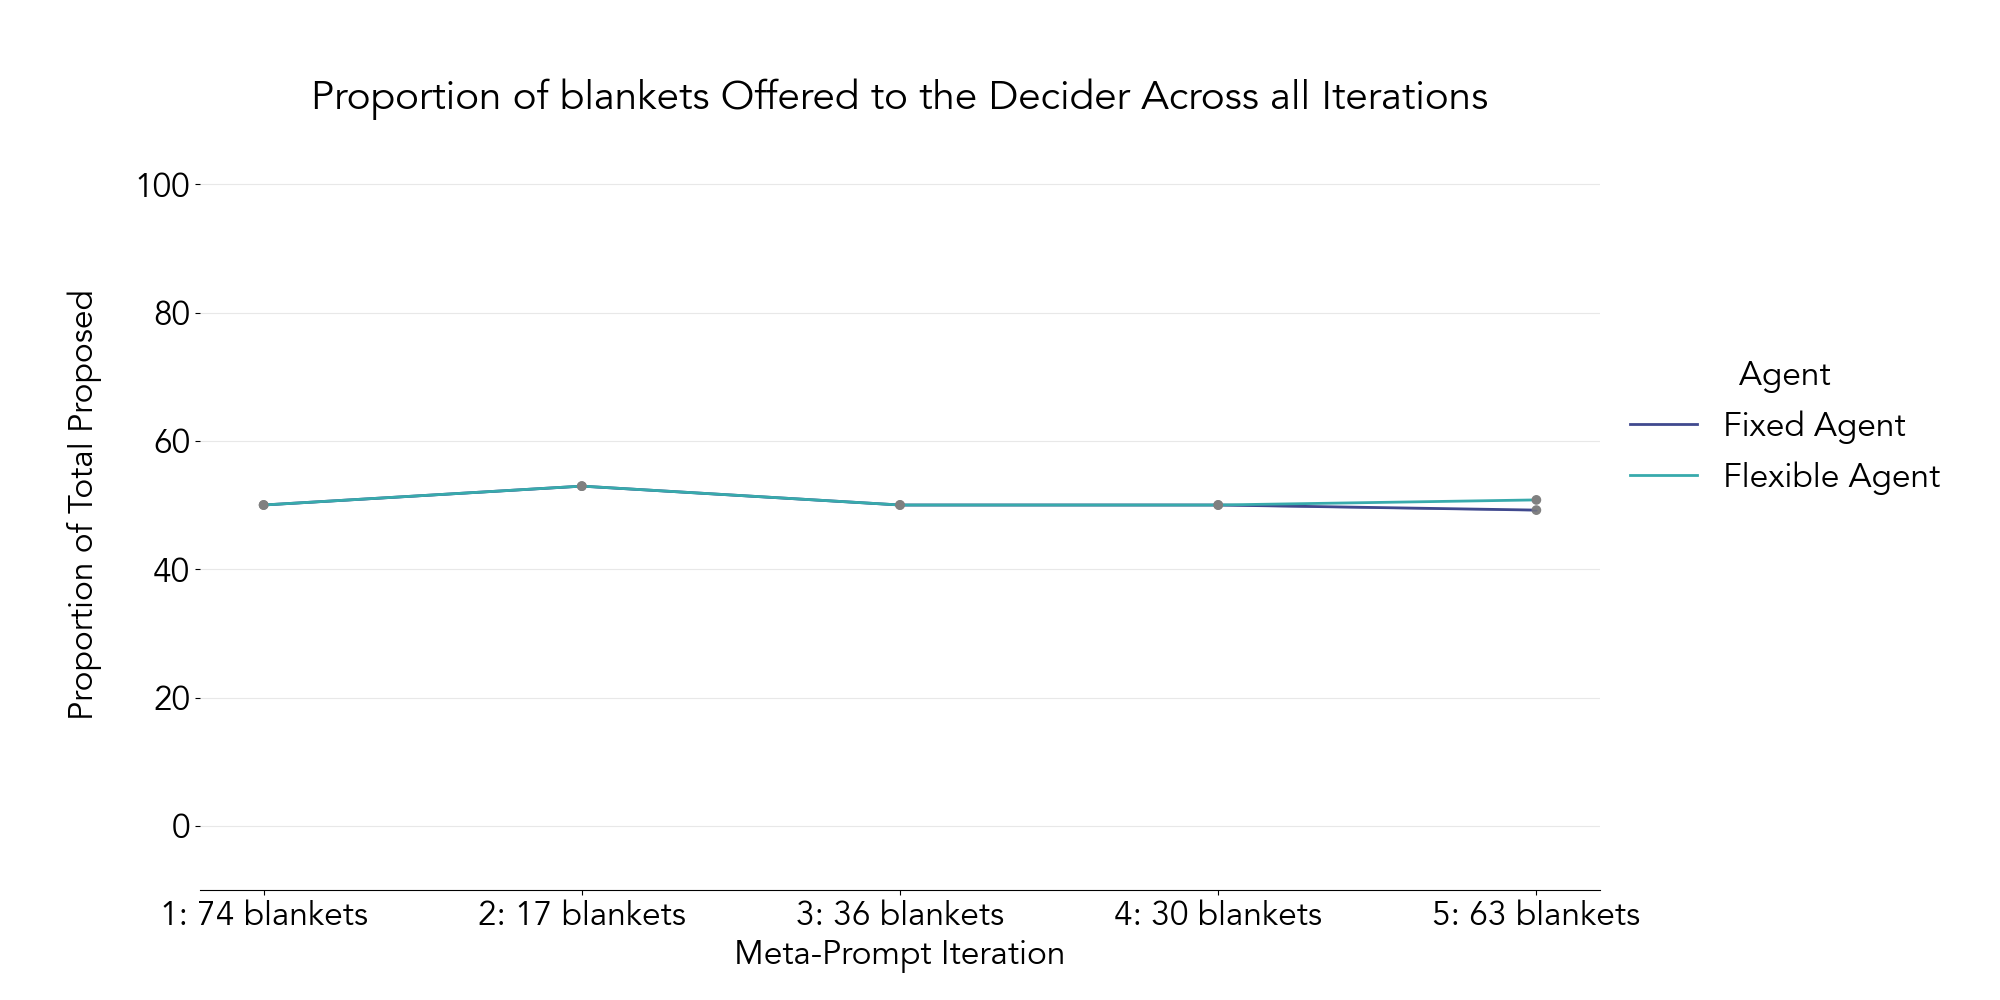 Proportion of blankets Offered to the Decider Across all Iterations
100
80
60
40
20
0
Proportion of Total Proposed
1: 74 blankets
2: 17 blankets
3: 36 blankets
4: 30 blankets
5: 63 blankets
Meta-Prompt Iteration
Agent
Fixed Agent
Flexible Agent